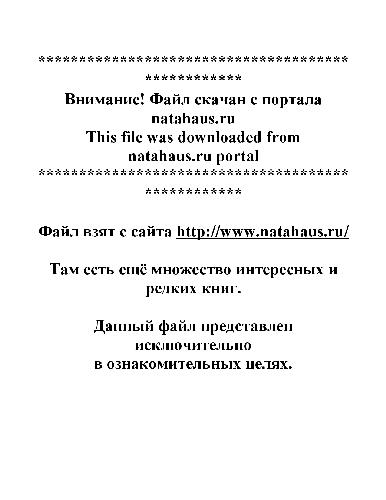 **************************************
************
Внимание! Файл скачан с портала
natahaus.ru
This file was downloaded from
natahaus.ru portal
**************************************
************
Файл взят с сайта http://www.natahaus.ru/
Там есть ещё множество интересных и
редких книг.
Данный файл представлен
исключительно
в ознакомительных целях.